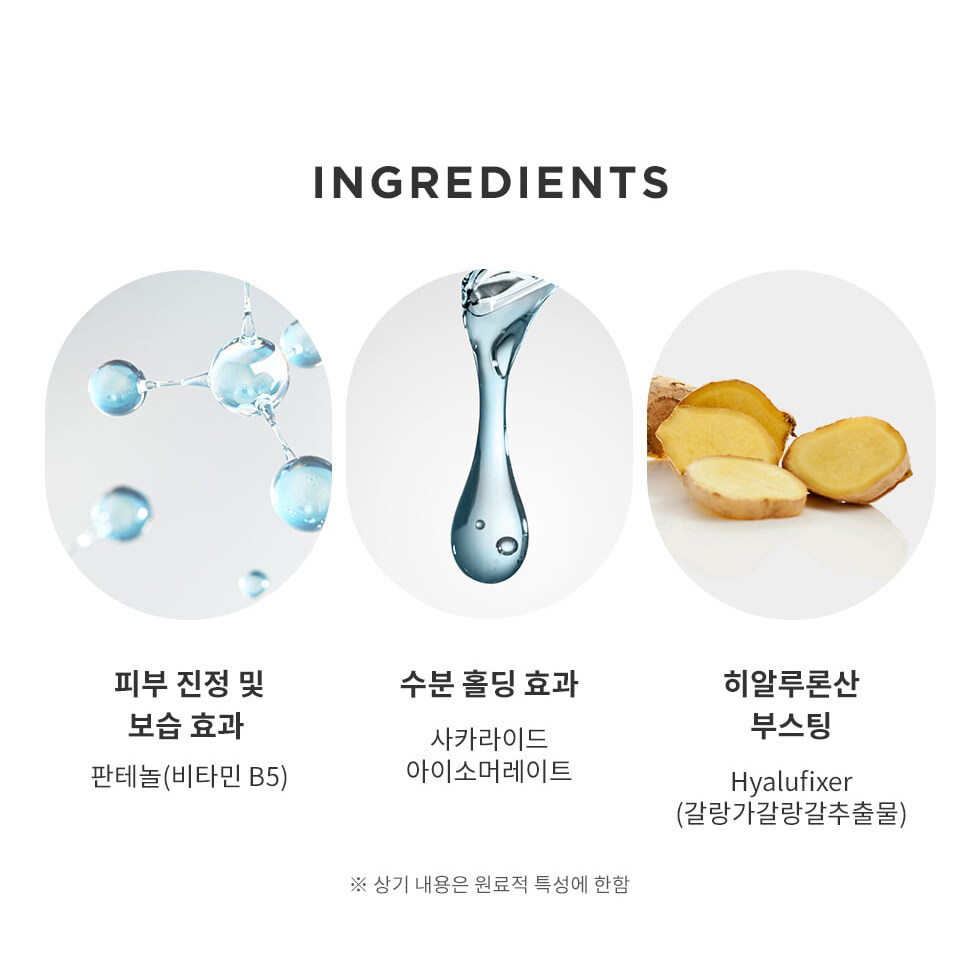 INGREDIENTS
피부 진정 및
보습 효과
판테놀(비타민 B5)
수분 홀딩 효과
사카라이드
아이소머레이트
히알루론산
부스팅
Hyalufixer
(갈랑가갈랑갈추출물)
※ 상기 내용은 원료적 특성에 한함